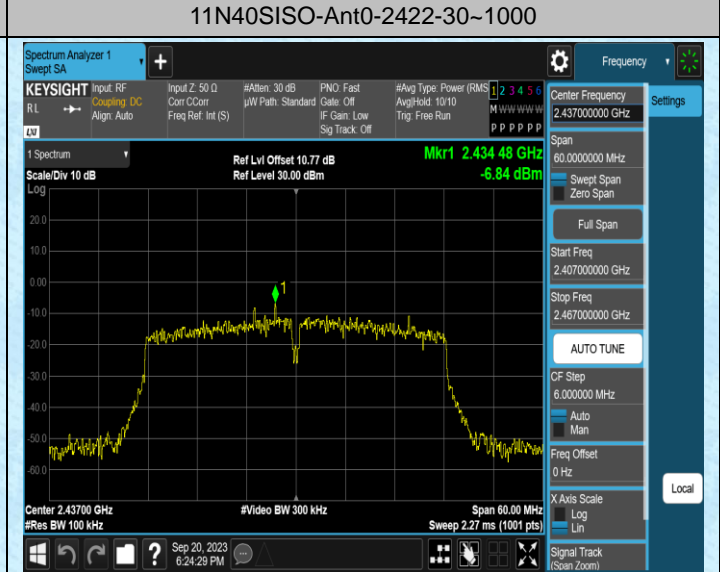 11N40SISO-Ant0-2422-30~1000
Spectrum Analyzer 1
Swept SA
+
Frequency
KEYSIGHT
RL
LXI
Input: RF
Coupling: DC
Align: Auto
Input Z: 50 Ω
Corr CCorr
Freq Ref: Int (S)
#Atten: 30 dB
µW Path: Standard
PNO: Fast
Gate: Off
IF Gain: Low
Sig Track: Off
#Avg Type: Power (RMS
Avg|Hold: 10/10
Trig: Free Run
1 2 3 4 5 6
M W W W W W
P P P P P P
1 Spectrum
Scale/Div 10 dB
Ref Lvl Offset 10.77 dB
Ref Level 30.00 dBm
Mkr1 2.434 48 GHz
-6.84 dBm
Log
20.0
10.0
0.00
-10.0
-20.0
-30.0
-40.0
-50.0
-60.0
1
Center 2.43700 GHz
#Res BW 100 kHz
#Video BW 300 kHz
Span 60.00 MHz
Sweep 2.27 ms (1001 pts)
Center Frequency
2.437000000 GHz
Settings
Span
60.0000000 MHz
Swept Span
Zero Span
Full Span
Start Freq
2.407000000 GHz
Stop Freq
2.467000000 GHz
AUTO TUNE
CF Step
6.000000 MHz
Auto
Man
Freq Offset
0 Hz
X Axis Scale
Log
Lin
Local
Signal Track
(Span Zoom)
?
Sep 20, 2023
6:24:29 PM